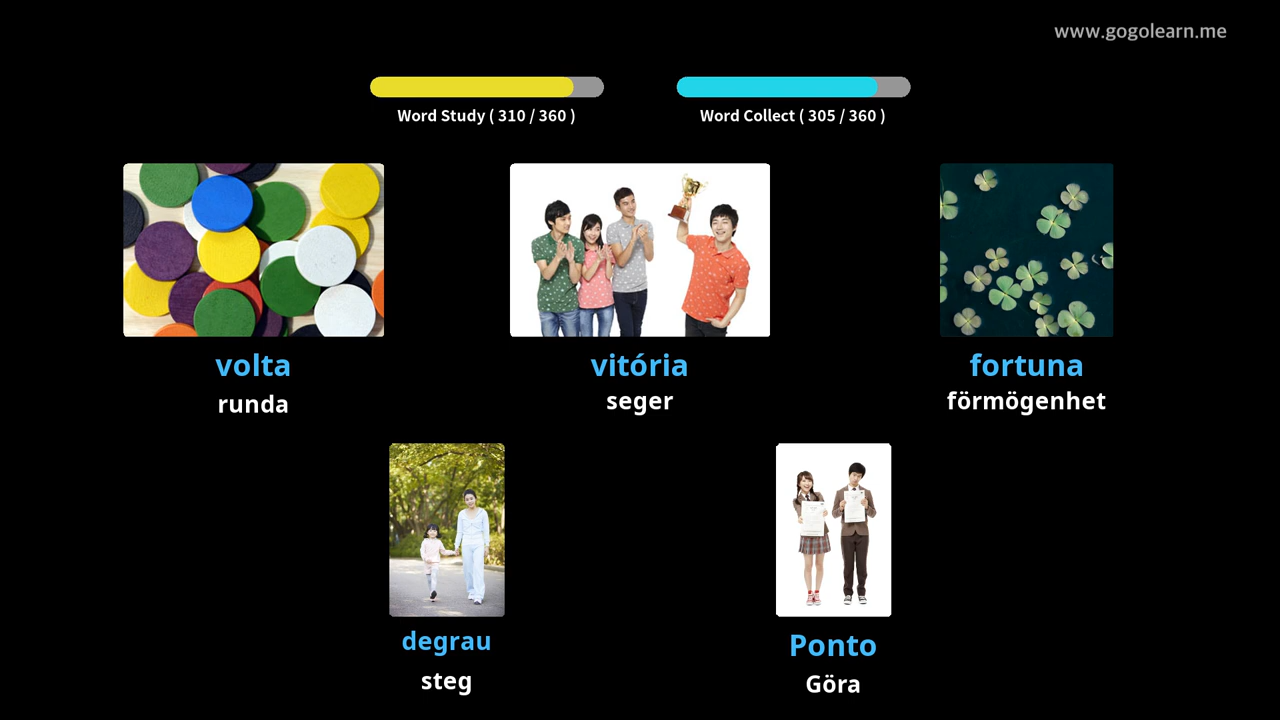 www.gogolearn.me
Word Study ( 310 / 360 )
Word Collect ( 305 / 360 )
volta
runda
vitória
seger
fortuna
förmögenhet
degrau
steg
Ponto
Göra